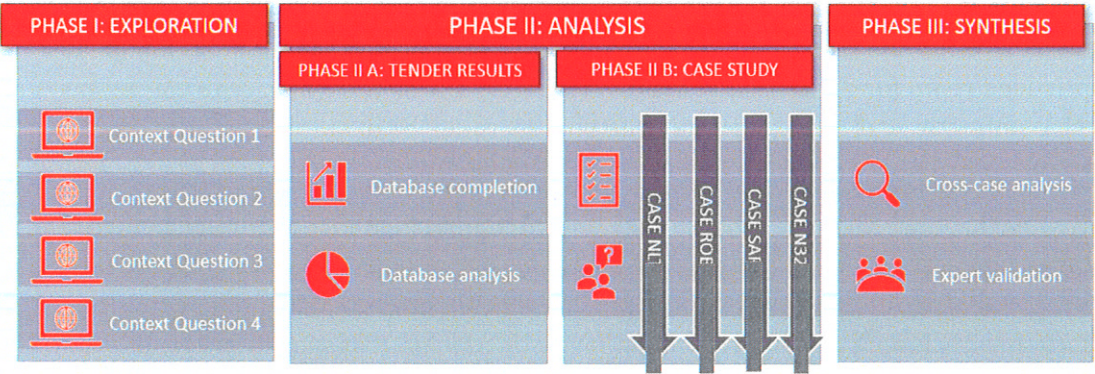 PHASE I: EXPLORATION
Context Question 1
Context Question 2
Context Question 3
Context Question 4
PHASE II: ANALYSIS
PHASE II A: TENDER RESULTS
Database completion
Database analysis
PHASE II B: CASE STUDY
CASE NL
CASE ROE
CASE SAF
CASE N32
PHASE III: SYNTHESIS
Cross-case analysis
Expert validation